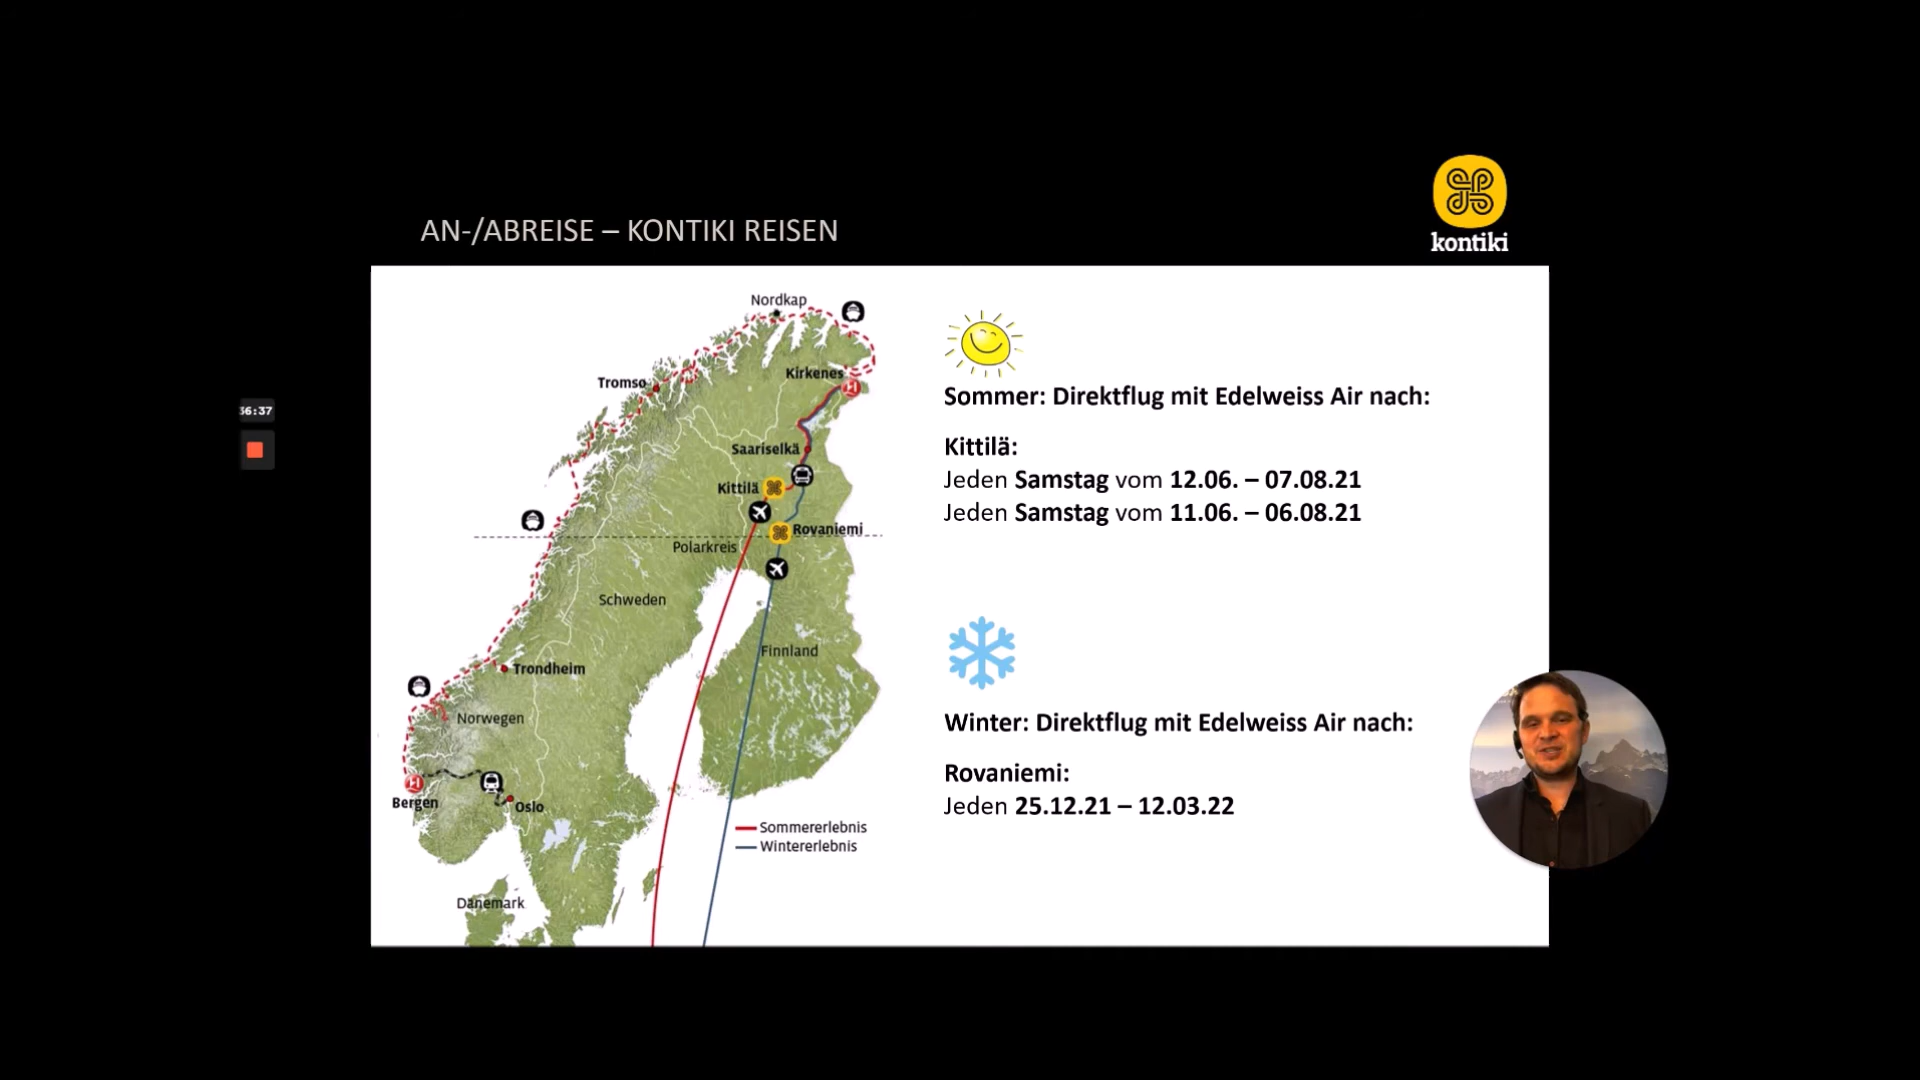 AN-/ABREISE – KONTIKI REISEN
kontiki
36:37
Nordkap
Kirkenes
Tromsø
Saariselkä
Kittilä
Rovaniemi
Polarkreis
Schweden
Finnland
Trondheim
Norwegen
Bergen
Oslo
Sommererlebnis
Wintererlebnis
Dänemark
Sommer: Direktflug mit Edelweiss Air nach:
Kittilä:
Jeden Samstag vom 12.06. – 07.08.21
Jeden Samstag vom 11.06. – 06.08.21
Winter: Direktflug mit Edelweiss Air nach:
Rovaniemi:
Jeden 25.12.21 – 12.03.22